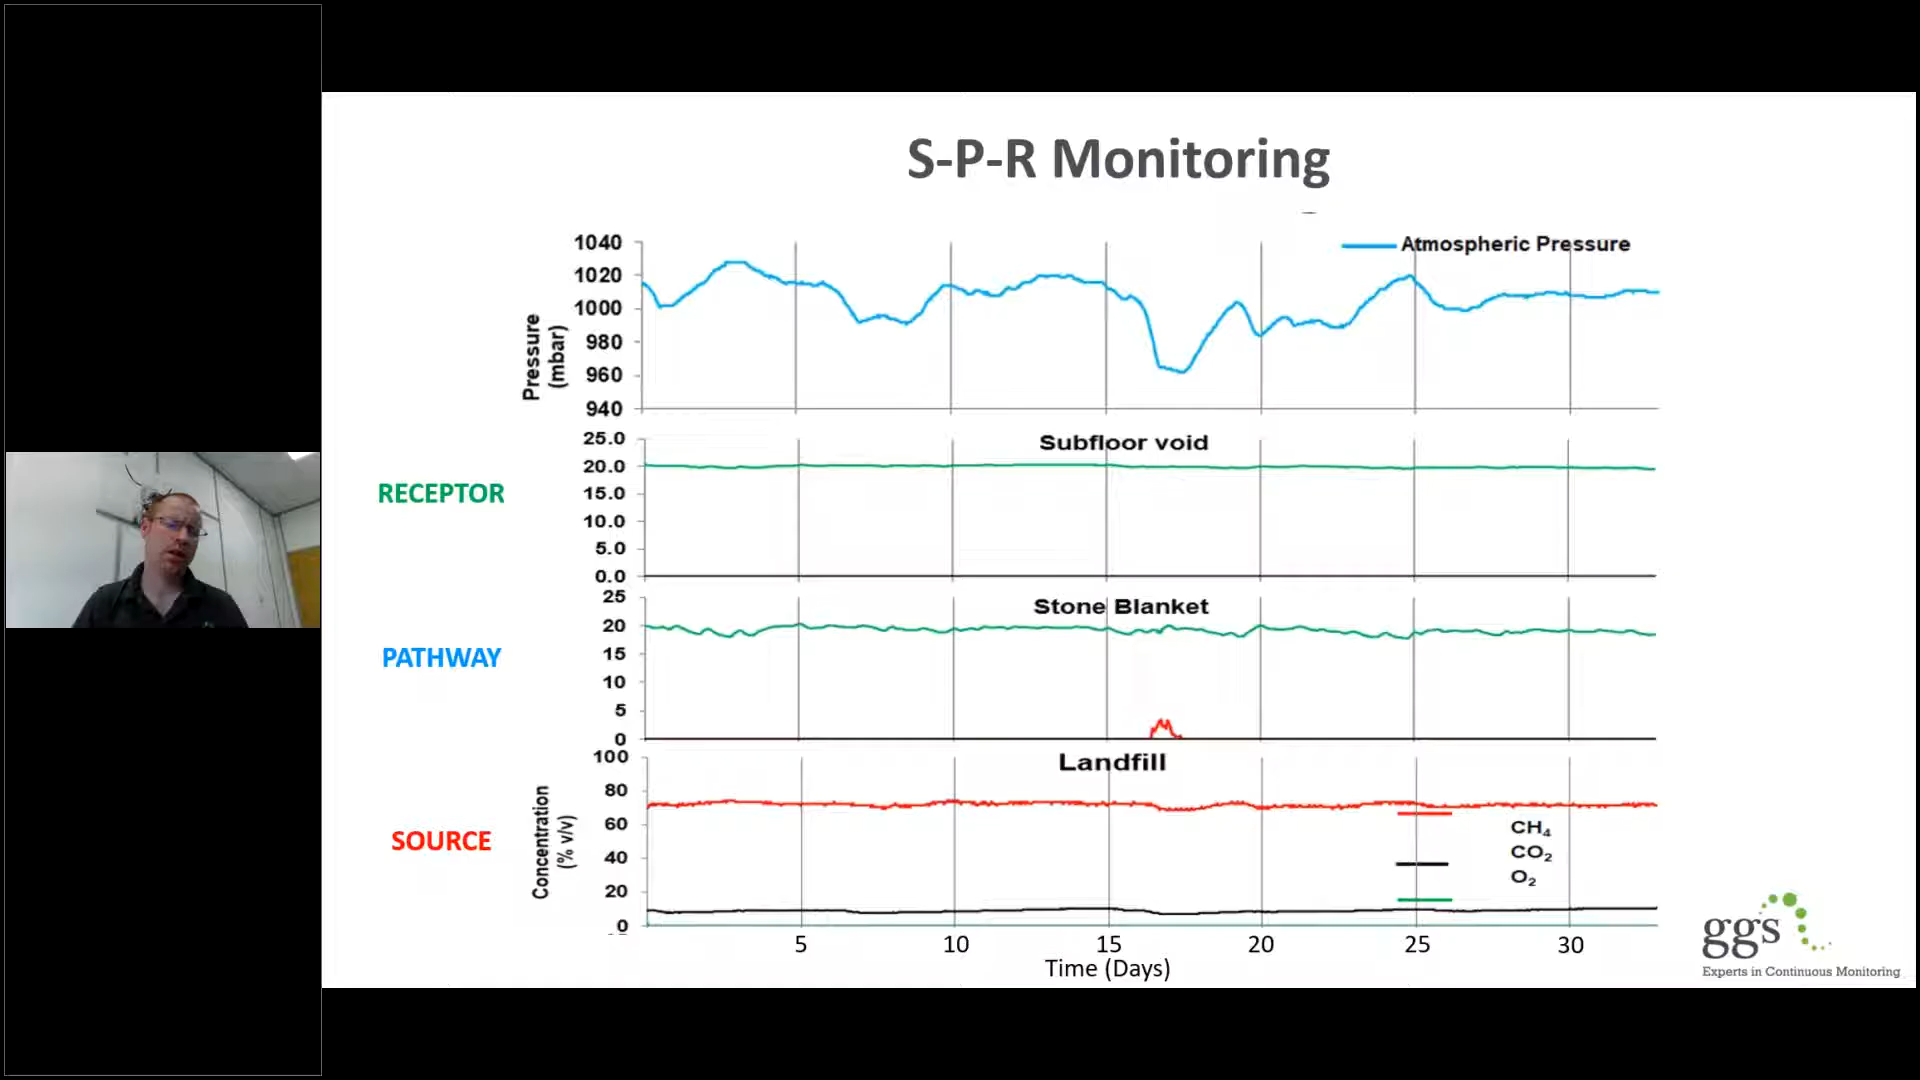 S-P-R Monitoring
Atmospheric Pressure
1040
1020
1000
980
960
940
Pressure
(mbar)
RECEPTOR
Subfloor void
25.0
20.0
15.0
10.0
5.0
0.0
PATHWAY
Stone Blanket
25
20
15
10
5
0
SOURCE
Landfill
100
80
60
40
20
0
Concentration
(% v/v)
CH₄
CO₂
O₂
5 10 15 20 25 30
Time (Days)
ggs
Experts in Continuous Monitoring